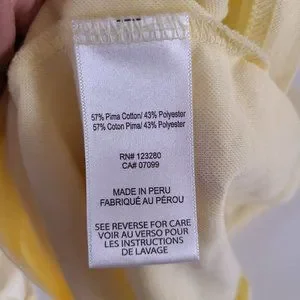 57% Pima Cotton/ 43% Polyester
57% Coton Pima/ 43% Polyester
RN# 123280
CA# 07099
MADE IN PERU
FABRIQUÉ AU PÉROU
SEE REVERSE FOR CARE
VOIR AU VERSO POUR
LES INSTRUCTIONS
DE LAVAGE